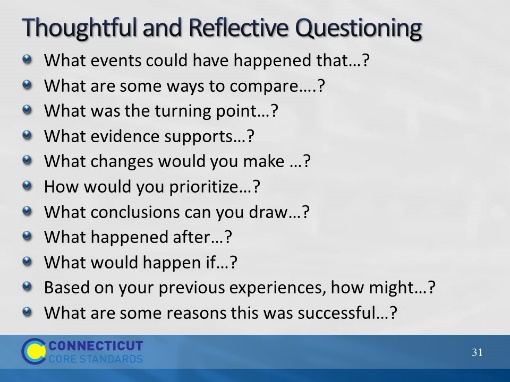 Thoughtful and Reflective Questioning
What events could have happened that…?
What are some ways to compare….?
What was the turning point…?
What evidence supports…?
What changes would you make …?
How would you prioritize…?
What conclusions can you draw…?
What happened after…?
What would happen if…?
Based on your previous experiences, how might…?
What are some reasons this was successful…?
CONNECTICUT
CORE STANDARDS
31